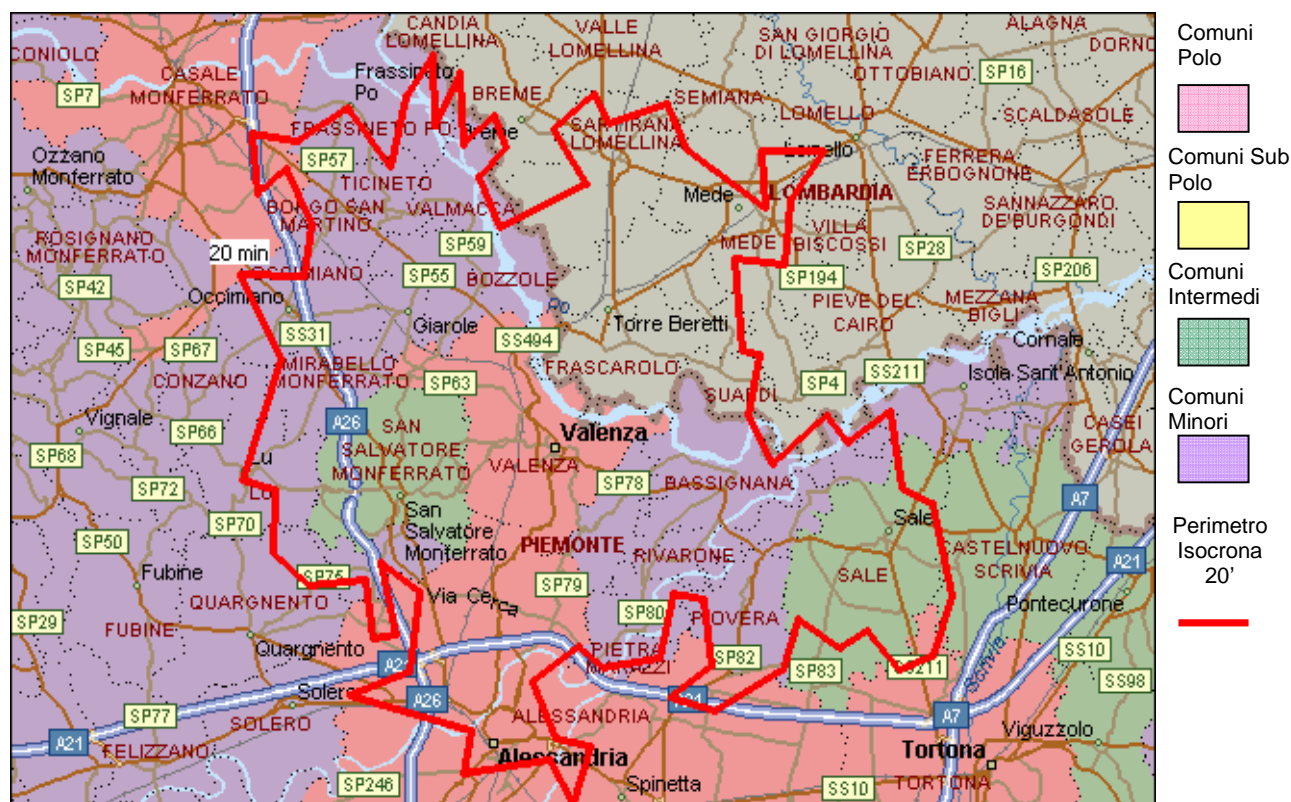 CONIOLO
CANDIA
LOMELLINA
VALLE
LOMELLINA
SAN GIORGIO
DI LOMELLINA
ALAGNA
DORNO
CASALE
MONFERRATO
SP7
Frassineto
Po
BREME
SEMIANA
OTTOBIANO
SP16
LOMELLO
SCALDASOLE
FRASSINETO PO
Breme
SARTIRANA
LOMELLINA
Lomello
Ozzano
Monferrato
SP57
TICINETO
FERRERA
ERBOGNONE
Mede
LOMBARDIA
BORGO SAN
MARTINO
VALMACCA
SANNAZZARO
DE'BURGONDI
ROSIGNANO
MONFERRATO
20 min
SP59
MEDE
VILLA
BISCOSSI
SP28
OCCIMIANO
SP55
BOZZOLE
SP194
SP206
SP42
Occimiano
Po
PIEVE DEL
CAIRO
MEZZANA
BIGLI
Giarole
Torre Beretti
SS31
SS494
Cornale
SP45
SP67
MIRABELLO
MONFERRATO
CONZANO
SP63
FRASCAROLO
SS211
SP4
Isola Sant'Antonio
SUARDI
Vignale
SP66
A26
SAN
SALVATORE
MONFERRATO
Valenza
CASEI
GEROLA
SP68
Lu
VALENZA
SP72
LU
SP78
BASSIGNANA
A7
San
Salvatore
Monferrato
SP70
Sale
SP50
PIEMONTE
RIVARONE
CASTELNUOVO
SCRIVIA
A21
Fubine
SP75
SP79
SALE
QUARGNENTO
Via Cerca
Pontecurone
SP29
FUBINE
SP80
PIOVERA
Quargnento
PIETRA
MARAZZI
SP82
SP83
SS211
Scrivia
SS10
A21
SS98
Solero
A26
A21
SP77
SOLERO
ALESSANDRIA
A7
Viguzzolo
A21
FELIZZANO
Alessandria
Tortona
SP246
Spinetta
SS10
TORTONA
Comuni
Polo
Comuni Sub
Polo
Comuni
Intermedi
Comuni
Minori
Perimetro
Isocrona
20'